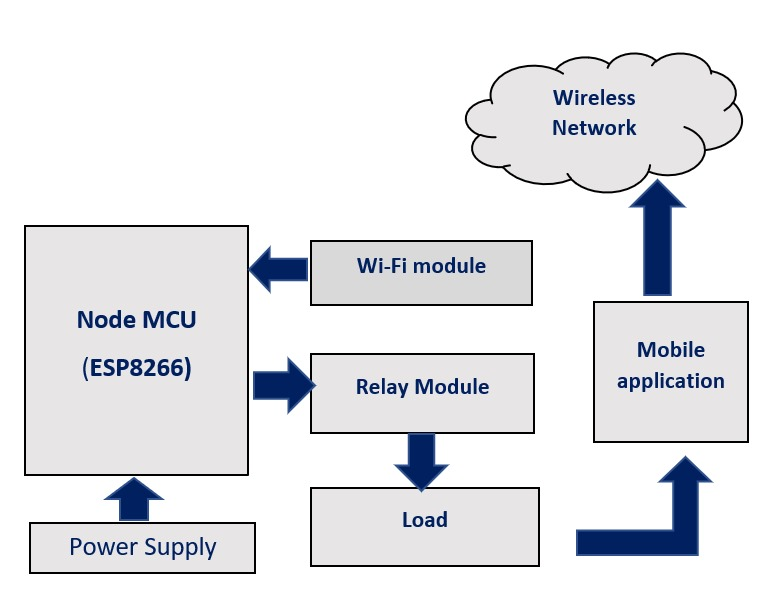 Wireless
Network
Wi-Fi module
Node MCU
(ESP8266)
Relay Module
Mobile
application
Load
Power Supply